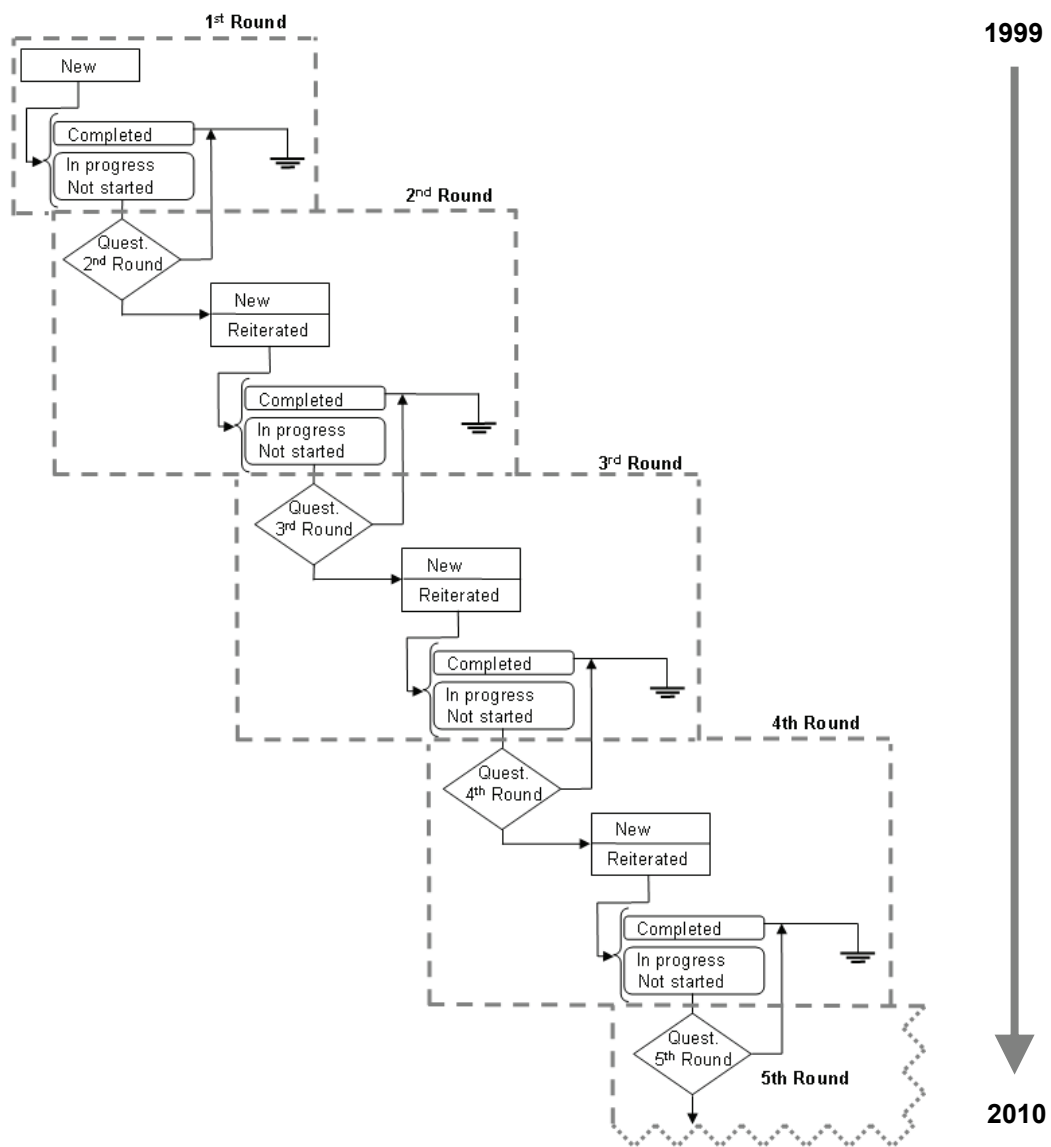 1st Round
1999
New
Completed
In progress
Not started
2nd Round
Quest.
2nd Round
New
Reiterated
Completed
In progress
Not started
3rd Round
Quest.
3rd Round
New
Reiterated
Completed
In progress
Not started
4th Round
Quest.
4th Round
New
Reiterated
Completed
In progress
Not started
Quest.
5th Round
5th Round
2010